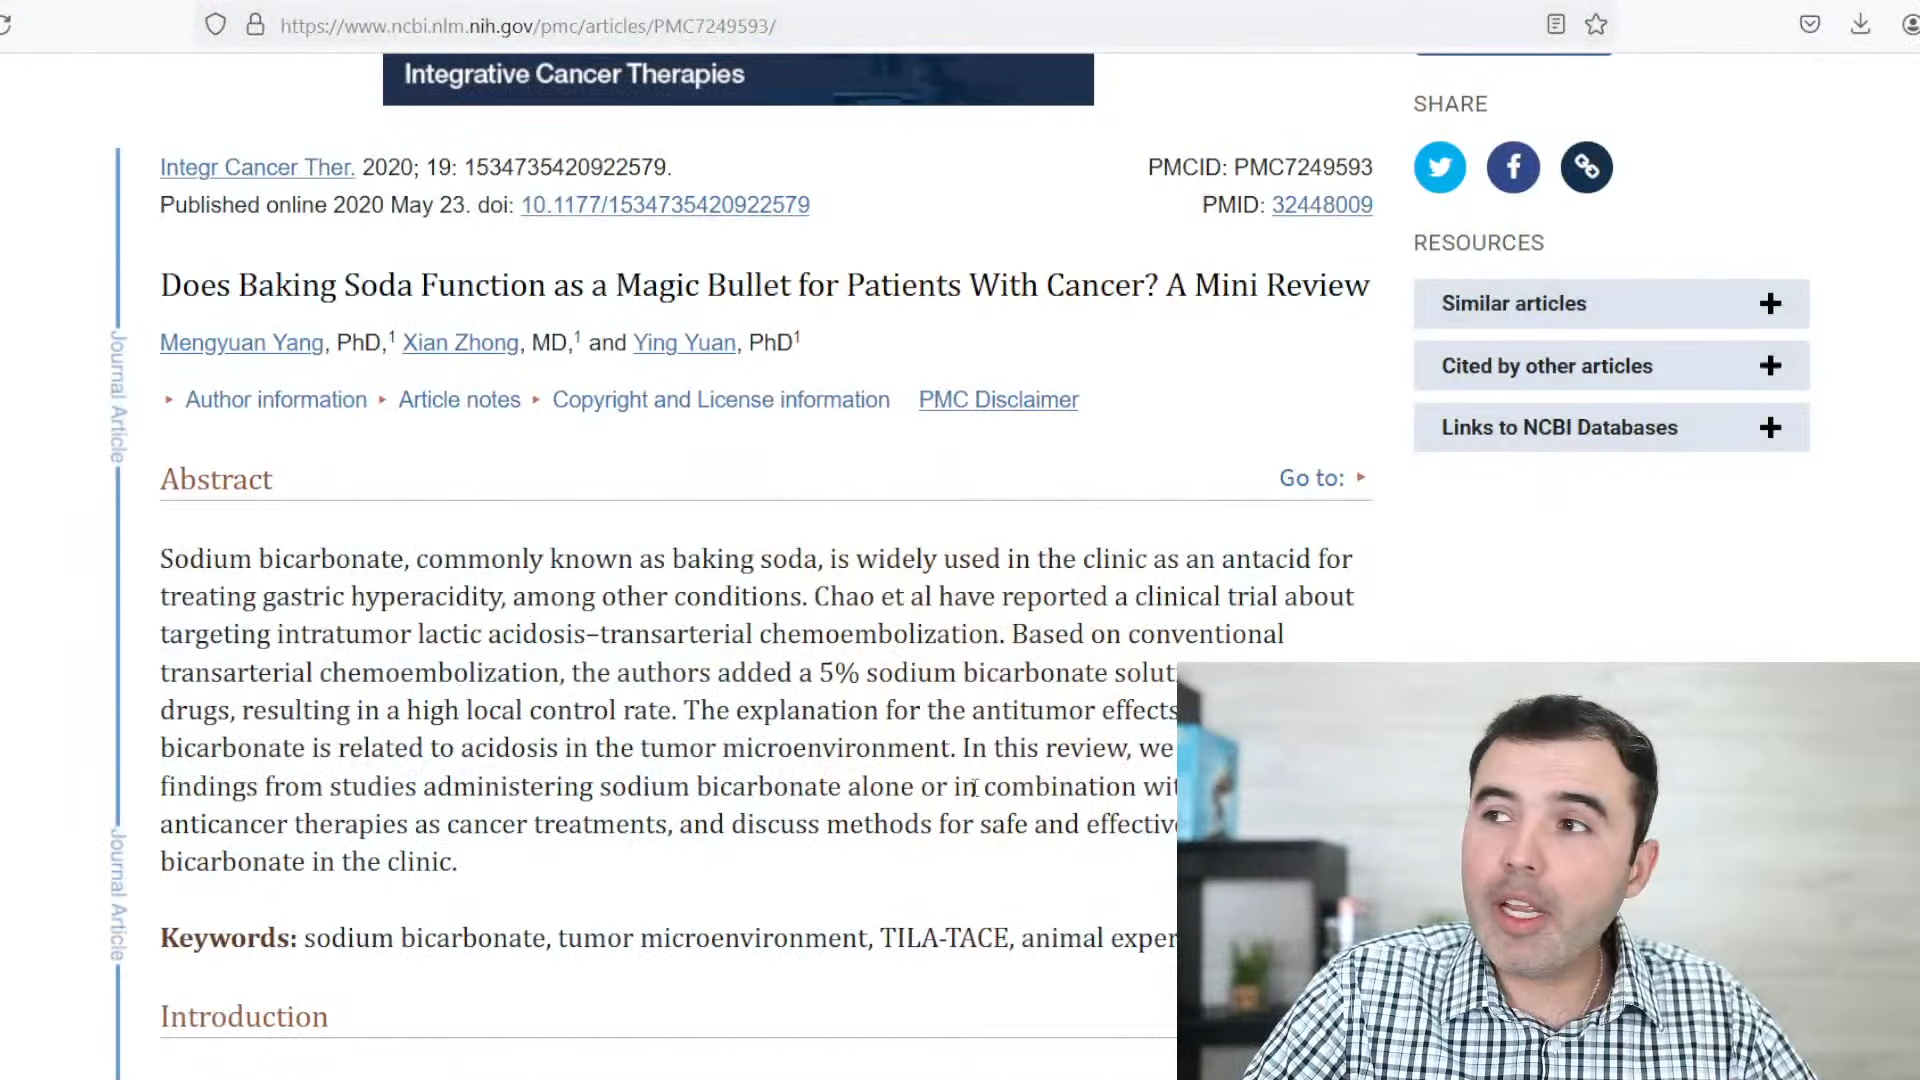 https://www.ncbi.nlm.nih.gov/pmc/articles/PMC7249593/
Integrative Cancer Therapies
SHARE
Integr Cancer Ther. 2020; 19: 1534735420922579.
PMCID: PMC7249593
Published online 2020 May 23. doi: 10.1177/1534735420922579
PMID: 32448009
RESOURCES
Does Baking Soda Function as a Magic Bullet for Patients With Cancer? A Mini Review
Similar articles
Mengyuan Yang, PhD,1 Xian Zhong, MD,1 and Ying Yuan, PhD1
Cited by other articles
Author information Article notes Copyright and License information PMC Disclaimer
Links to NCBI Databases
Journal Article
Abstract
Go to:
Sodium bicarbonate, commonly known as baking soda, is widely used in the clinic as an antacid for
treating gastric hyperacidity, among other conditions. Chao et al have reported a clinical trial about
targeting intratumor lactic acidosis–transarterial chemoembolization. Based on conventional
transarterial chemoembolization, the authors added a 5% sodium bicarbonate solut
drugs, resulting in a high local control rate. The explanation for the antitumor effects
bicarbonate is related to acidosis in the tumor microenvironment. In this review, we
findings from studies administering sodium bicarbonate alone or in combination wit
anticancer therapies as cancer treatments, and discuss methods for safe and effectiv
bicarbonate in the clinic.
Journal Article
Keywords: sodium bicarbonate, tumor microenvironment, TILA-TACE, animal exper
Introduction